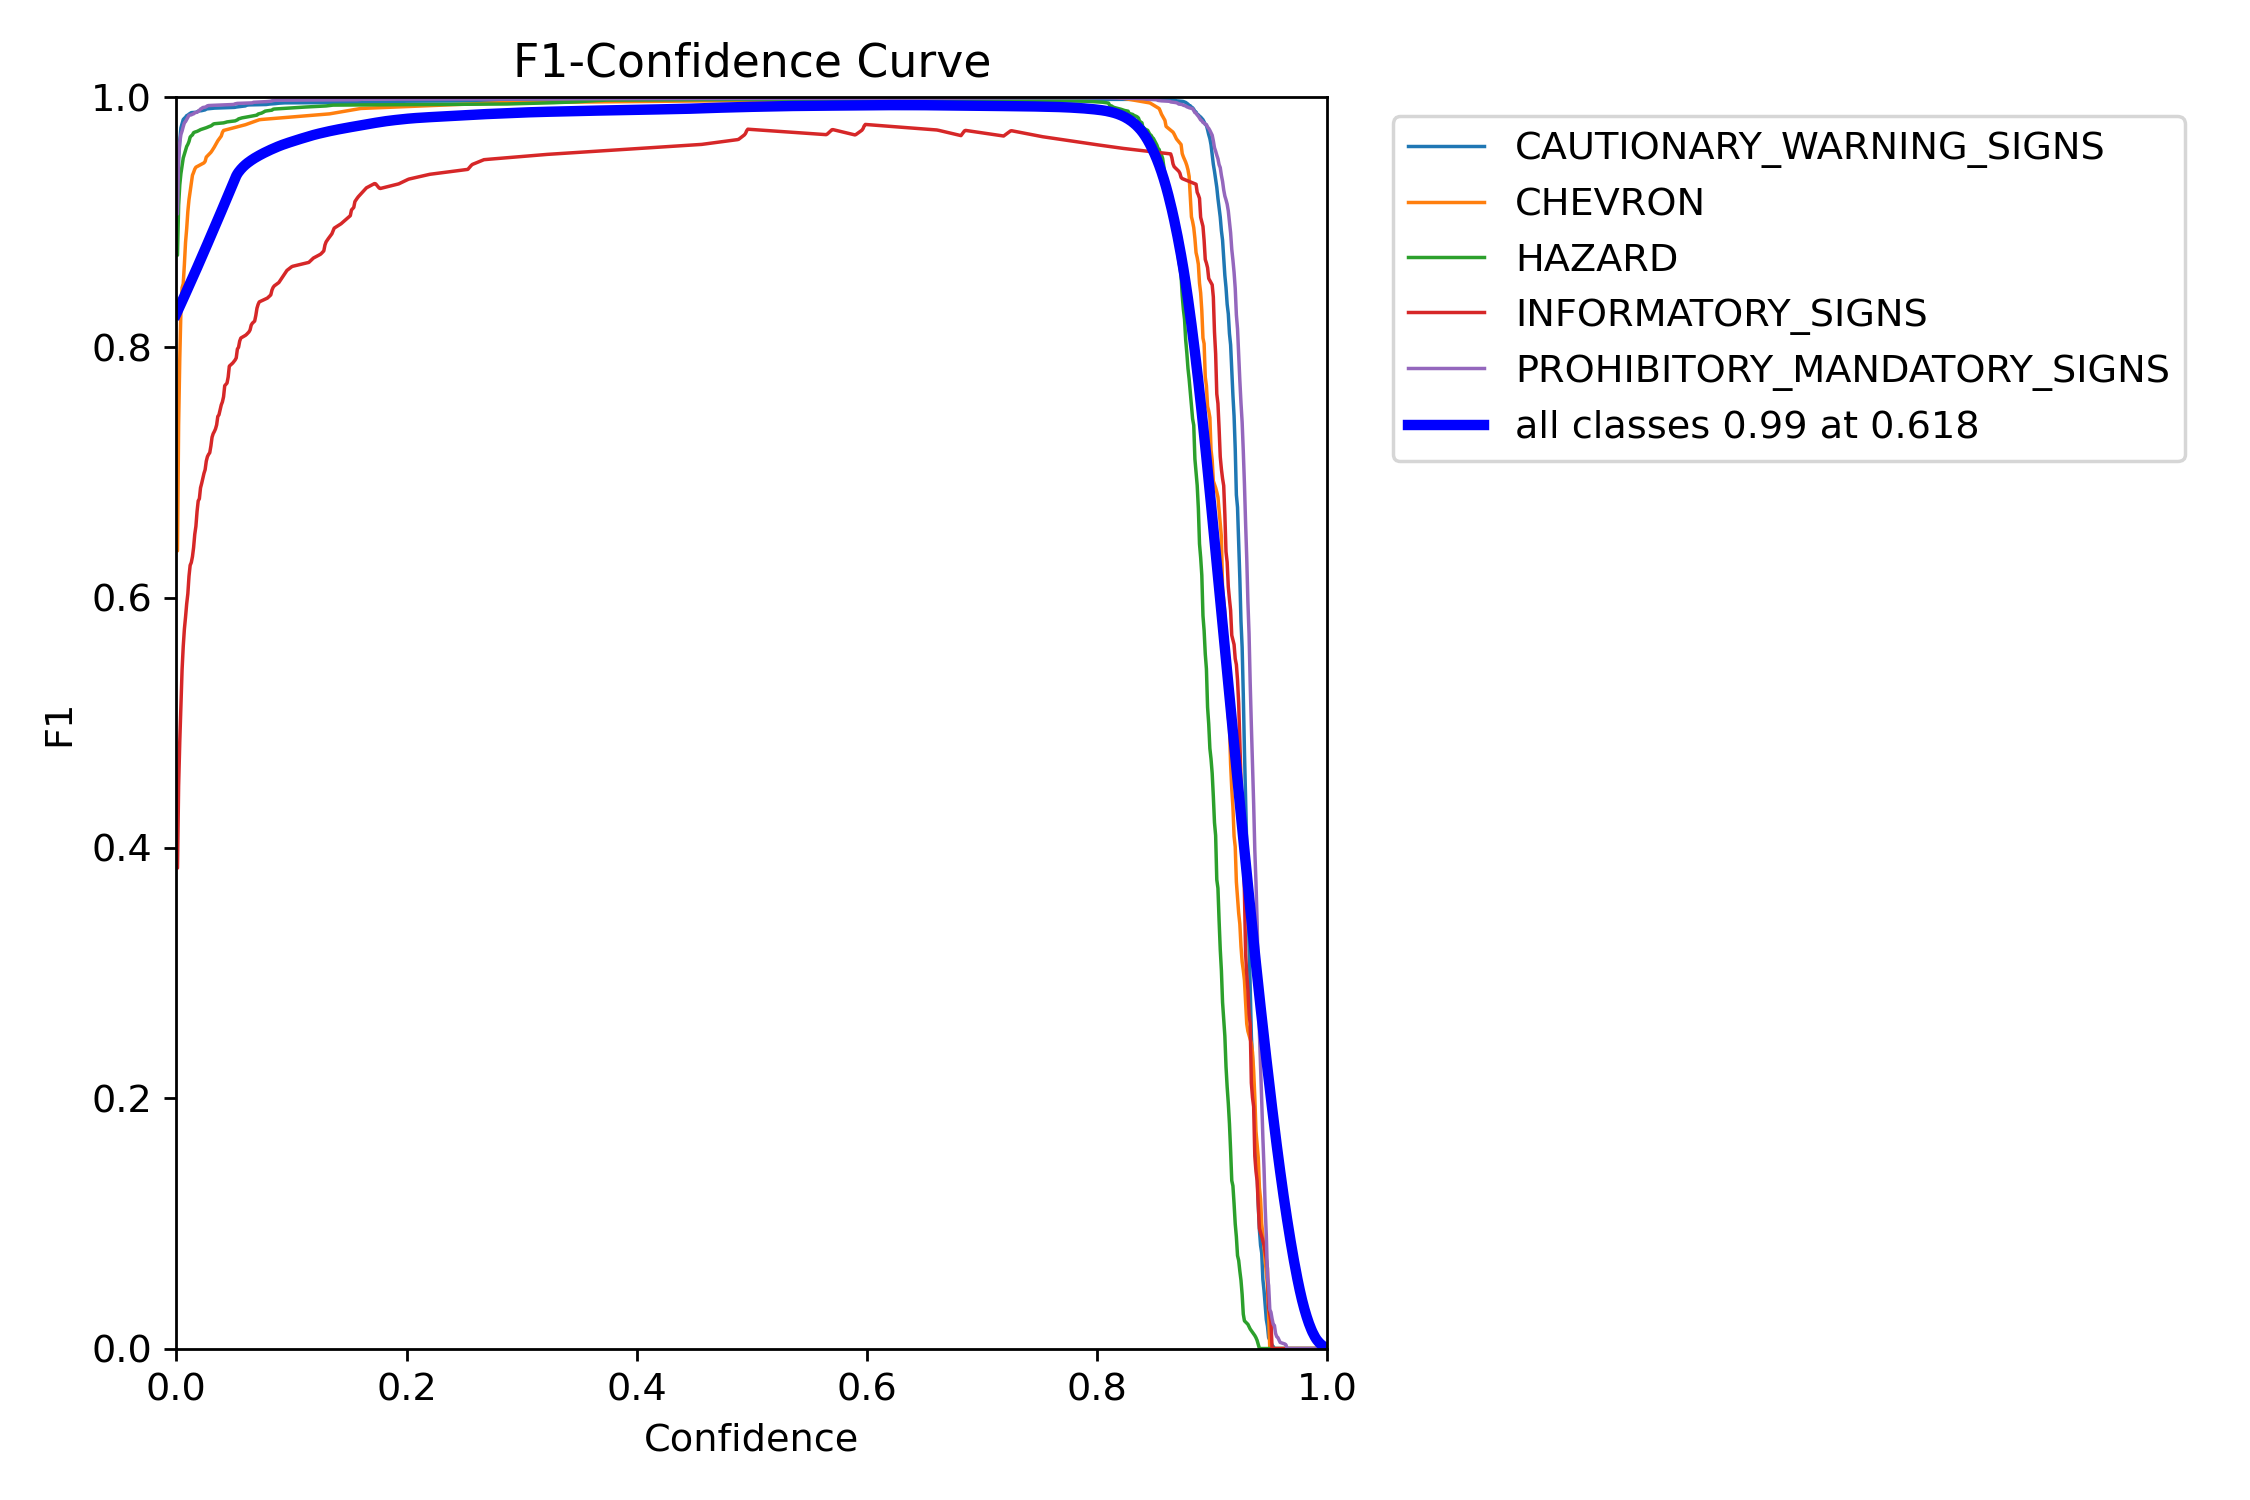 F1-Confidence Curve
1.0
0.8
0.6
0.4
0.2
0.0
F1
0.0 0.2 0.4 0.6 0.8 1.0
Confidence
CAUTIONARY_WARNING_SIGNS
CHEVRON
HAZARD
INFORMATORY_SIGNS
PROHIBITORY_MANDATORY_SIGNS
all classes 0.99 at 0.618